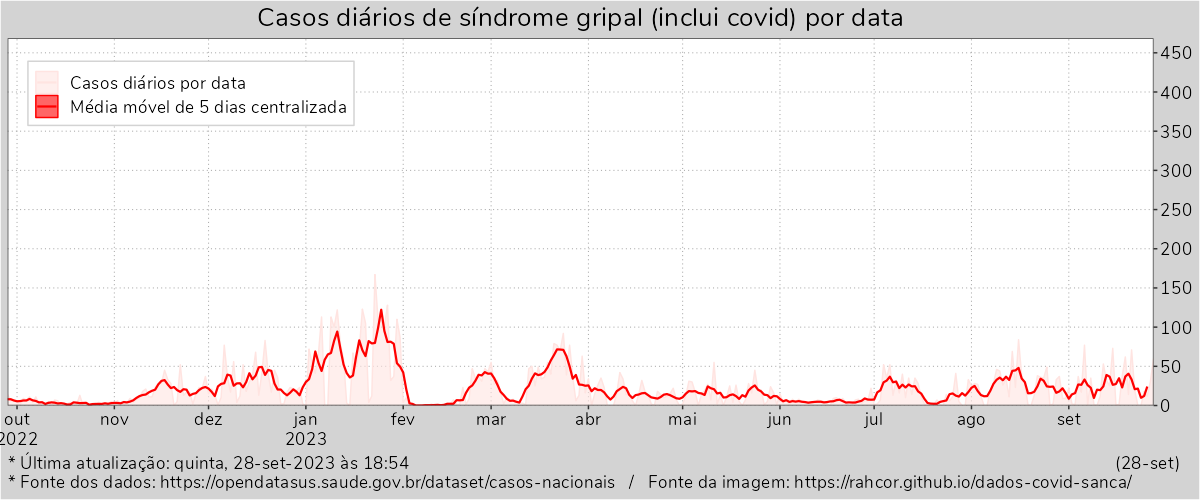 Casos diários de síndrome gripal (inclui covid) por data
Casos diários por data
Média móvel de 5 dias centralizada
450
400
350
300
250
200
150
100
50
0
out nov dez jan fev mar abr mai jun jul ago set
2022 2023
* Última atualização: quinta, 28-set-2023 às 18:54 (28-set)
* Fonte dos dados: https://opendatasus.saude.gov.br/dataset/casos-nacionais / Fonte da imagem: https://rahcor.github.io/dados-covid-sanca/